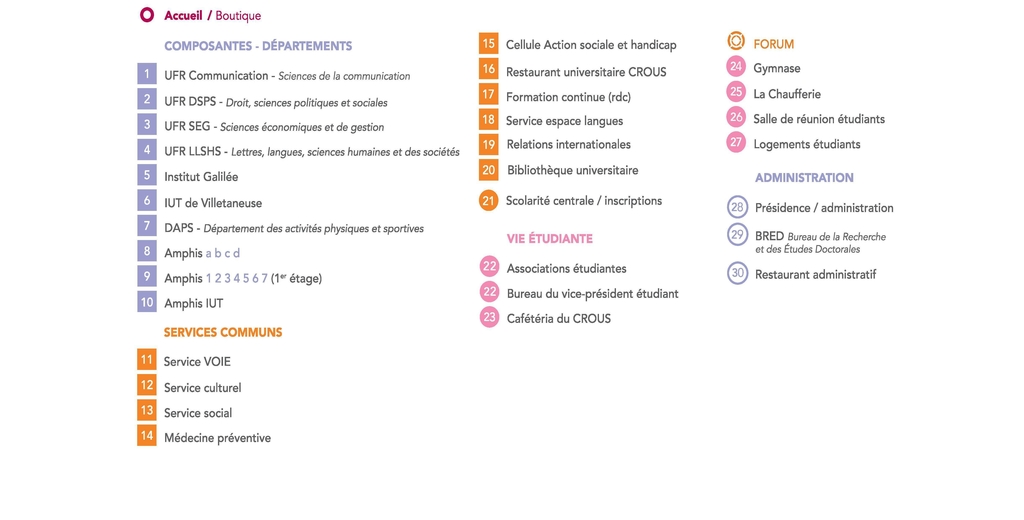 Accueil / Boutique
COMPOSANTES - DÉPARTEMENTS
1 UFR Communication - Sciences de la communication
2 UFR DSPS - Droit, sciences politiques et sociales
3 UFR SEG - Sciences économiques et de gestion
4 UFR LLSHS - Lettres, langues, sciences humaines et des sociétés
5 Institut Galilée
6 IUT de Villetaneuse
7 DAPS - Département des activités physiques et sportives
8 Amphis a b c d
9 Amphis 1 2 3 4 5 6 7 (1er étage)
10 Amphis IUT
SERVICES COMMUNS
11 Service VOIE
12 Service culturel
13 Service social
14 Médecine préventive
15 Cellule Action sociale et handicap
16 Restaurant universitaire CROUS
17 Formation continue (rdc)
18 Service espace langues
19 Relations internationales
20 Bibliothèque universitaire
21 Scolarité centrale / inscriptions
VIE ÉTUDIANTE
22 Associations étudiantes
22 Bureau du vice-président étudiant
23 Cafétéria du CROUS
FORUM
24 Gymnase
25 La Chaufferie
26 Salle de réunion étudiants
27 Logements étudiants
ADMINISTRATION
28 Présidence / administration
29 BRED Bureau de la Recherche
et des Études Doctorales
30 Restaurant administratif